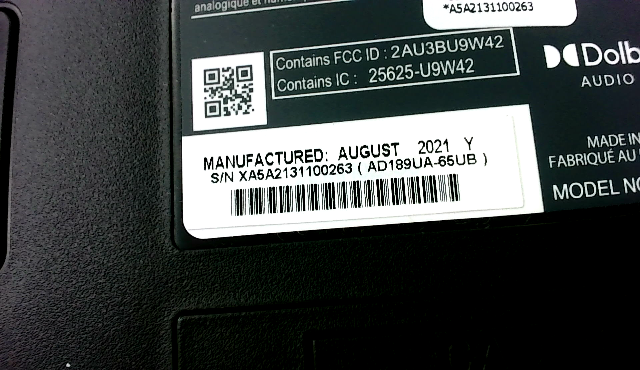 analogique et numér
*A5A2131100263
Contains FCC ID : 2AU3BU9W42
Contains IC : 25625-U9W42
Dolb
AUDIO
MANUFACTURED: AUGUST 2021 Y
S/N XA5A2131100263 ( AD189UA-65UB )
MADE IN
FABRIQUÉ AU
MODEL NO